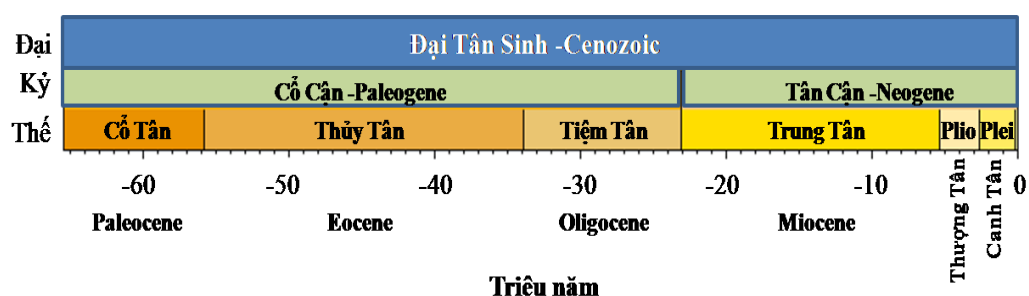 Đại Đại Tân Sinh -Cenozoic
Kỷ Cổ Cận -Paleogene Tân Cận -Neogene
Thế Cổ Tân Thủy Tân Tiệm Tân Trung Tân Plio Plei
-60 -50 -40 -30 -20 -10 0
Paleocene Eocene Oligocene Miocene
Thượng Tân
Canh Tân
Triêu năm